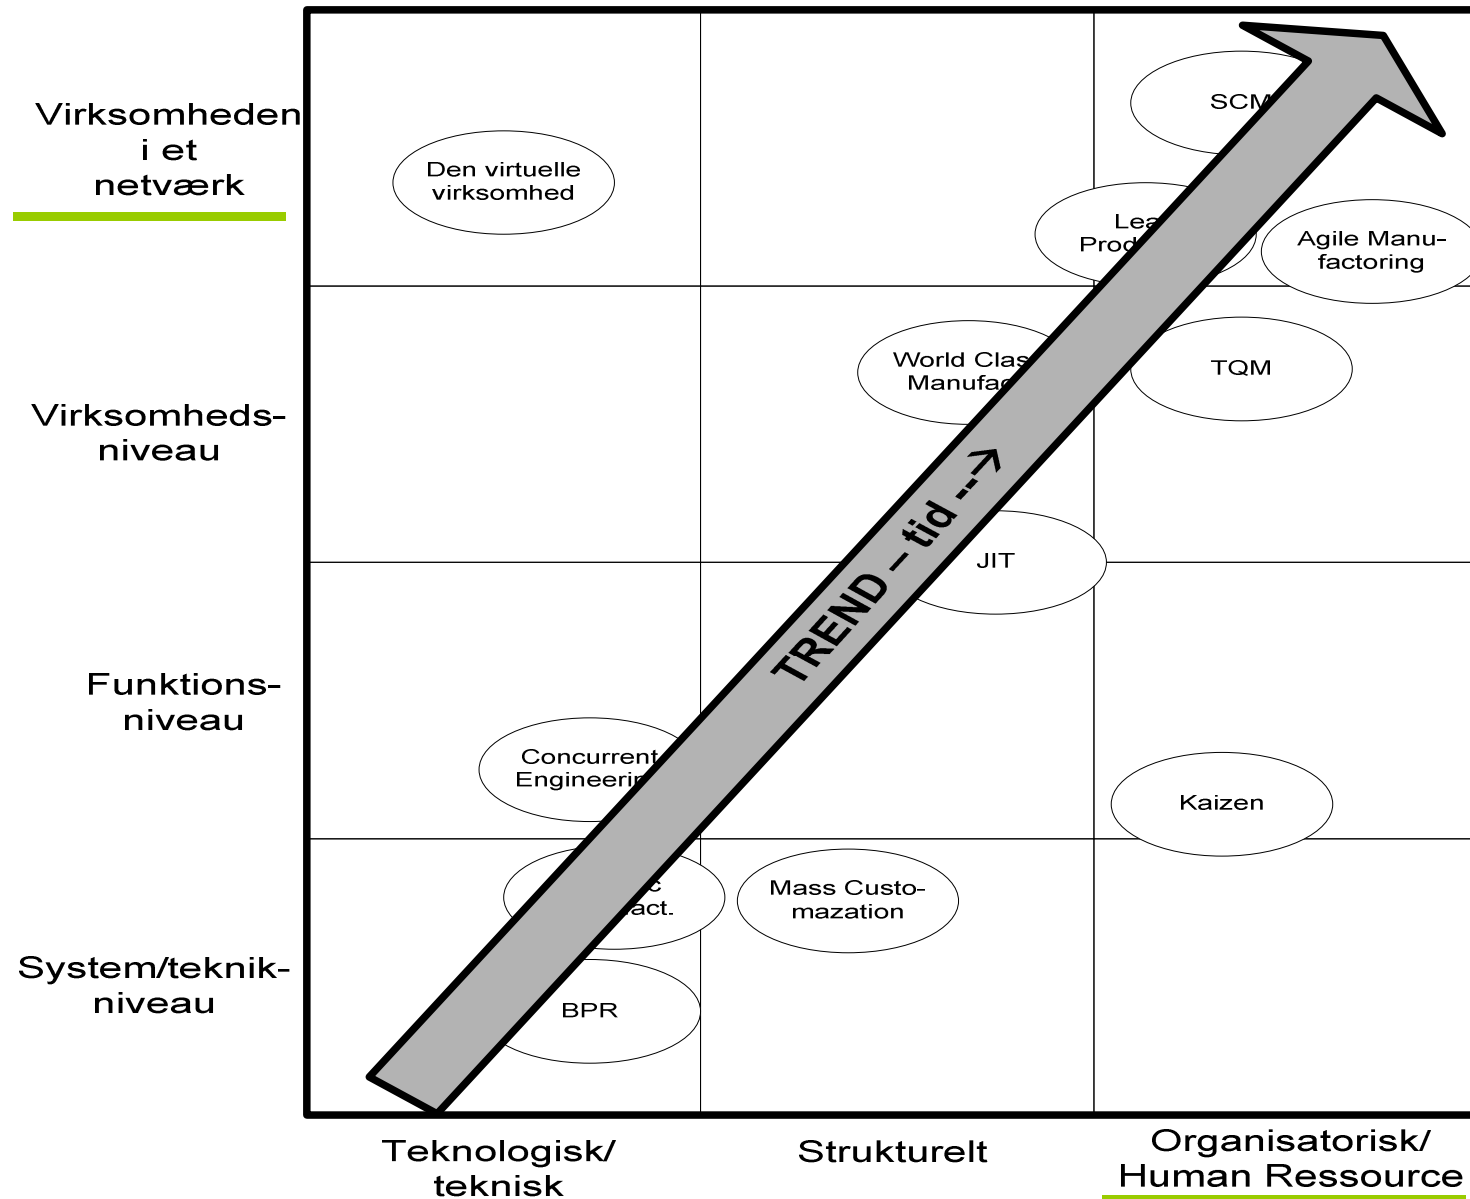 Virksomheden
i et
netværk
SCM
Den virtuelle
virksomhed
Agile Manu-
factoring
World
Virksomheds-
niveau
TQM
JIT
TREND – tid --->
Funktions-
niveau
Concurrent
Kaizen
Mass Custo-
mazation
System/teknik-
niveau
BPR
Teknologisk/
teknisk
Strukturelt
Organisatorisk/
Human Ressource